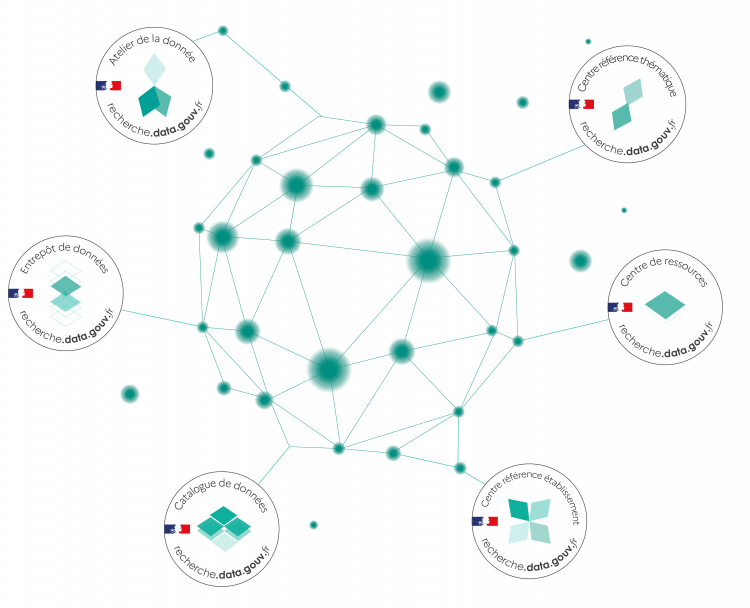 Atelier de la donnée
recherche.data.gouv.fr
Centre référence thématique
recherche.data.gouv.fr
Entrepôt de données
recherche.data.gouv.fr
Centre de ressources
recherche.data.gouv.fr
Catalogue de données
recherche.data.gouv.fr
Centre référence établissement
recherche.data.gouv.fr